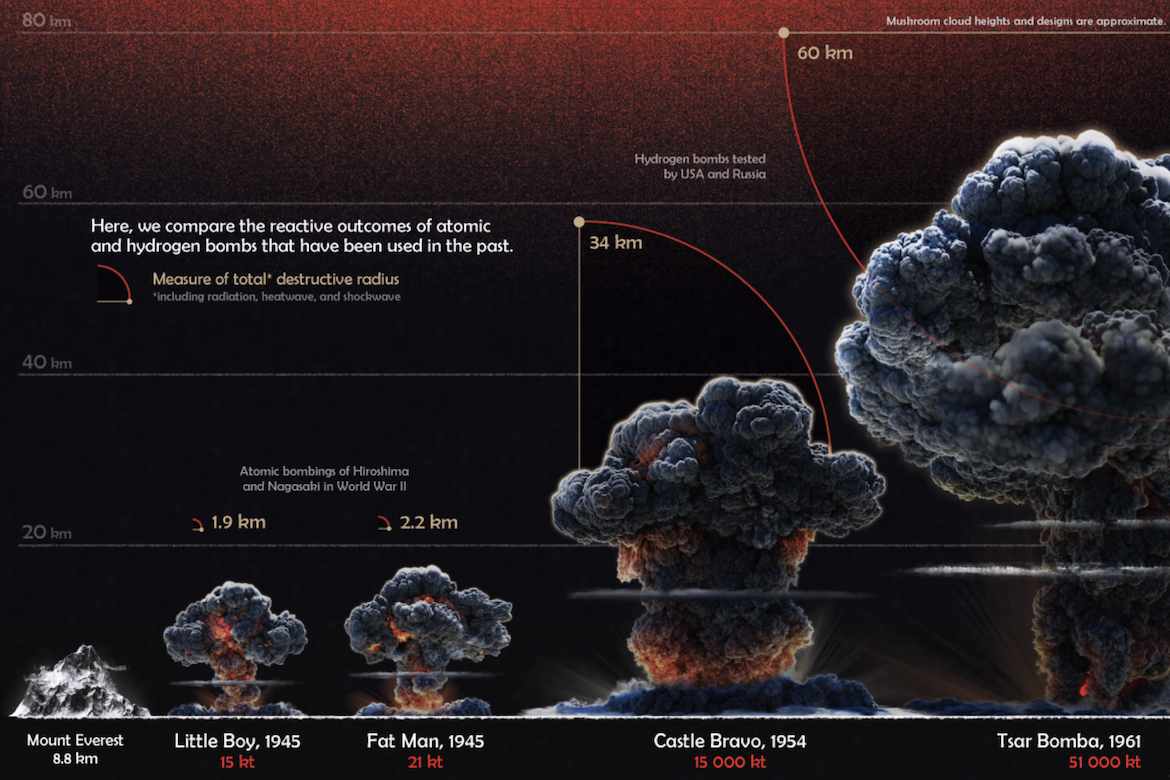 80 km
Mushroom cloud heights and designs are approximate.
60 km
Hydrogen bombs tested
by USA and Russia
60 km
Here, we compare the reactive outcomes of atomic
and hydrogen bombs that have been used in the past.
34 km
Measure of total* destructive radius
*including radiation, heatwave, and shockwave
40 km
Atomic bombings of Hiroshima
and Nagasaki in World War II
1.9 km
2.2 km
20 km
Mount Everest
8.8 km
Little Boy, 1945
15 kt
Fat Man, 1945
21 kt
Castle Bravo, 1954
15 000 kt
Tsar Bomba, 1961
51 000 kt